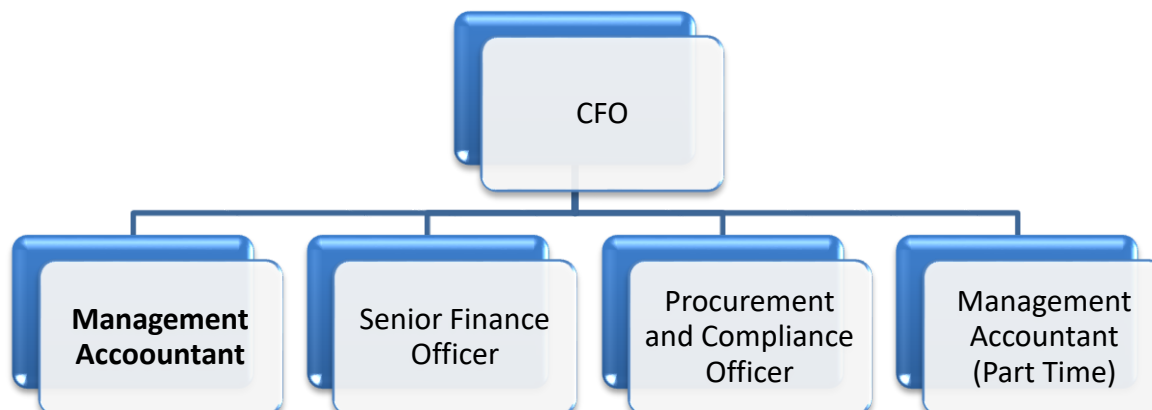 CFO
Management
Accoountant
Senior Finance
Officer
Procurement
and Compliance
Officer
Management
Accountant
(Part Time)